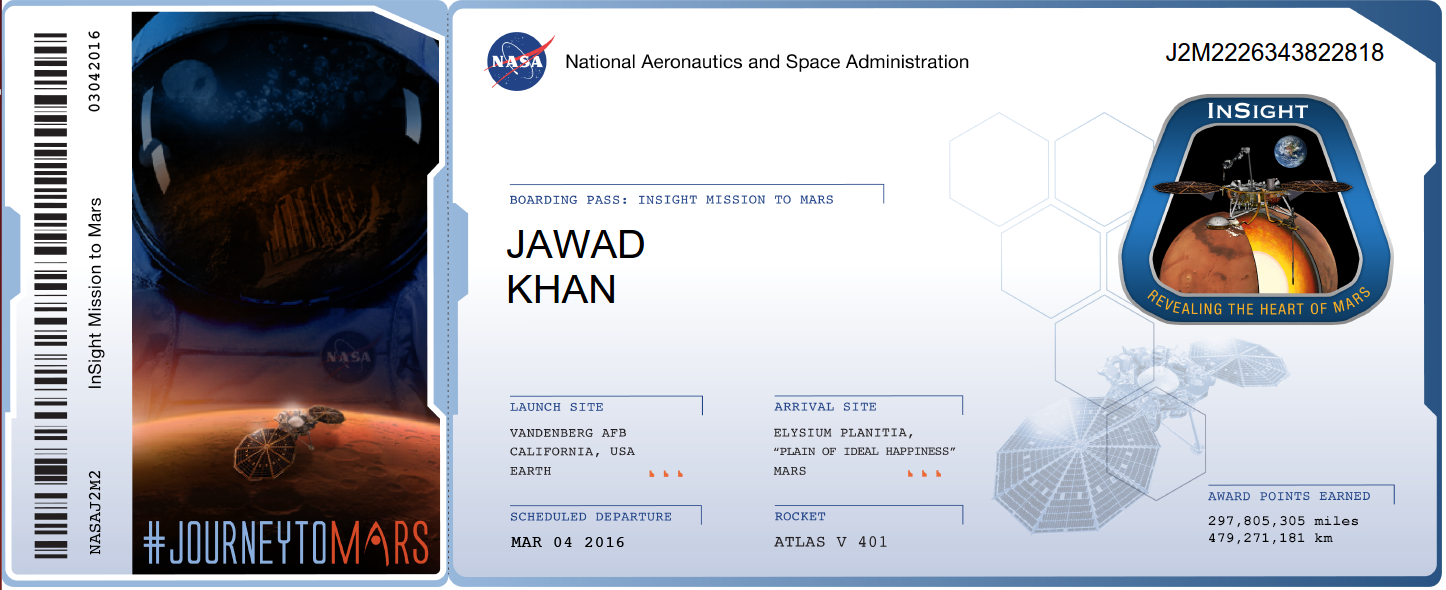 03042016
InSight Mission to Mars
NASAJ2M2
NASA
#JOURNEYTOMARS
NASA
National Aeronautics and Space Administration
J2M2226343822818
INSIGHT
REVEALING THE HEART OF MARS
BOARDING PASS: INSIGHT MISSION TO MARS
JAWAD
KHAN
LAUNCH SITE
VANDENBERG AFB
CALIFORNIA, USA
EARTH
ARRIVAL SITE
ELYSIUM PLANITIA,
“PLAIN OF IDEAL HAPPINESS”
MARS
SCHEDULED DEPARTURE
MAR 04 2016
ROCKET
ATLAS V 401
AWARD POINTS EARNED
297,805,305 miles
479,271,181 km